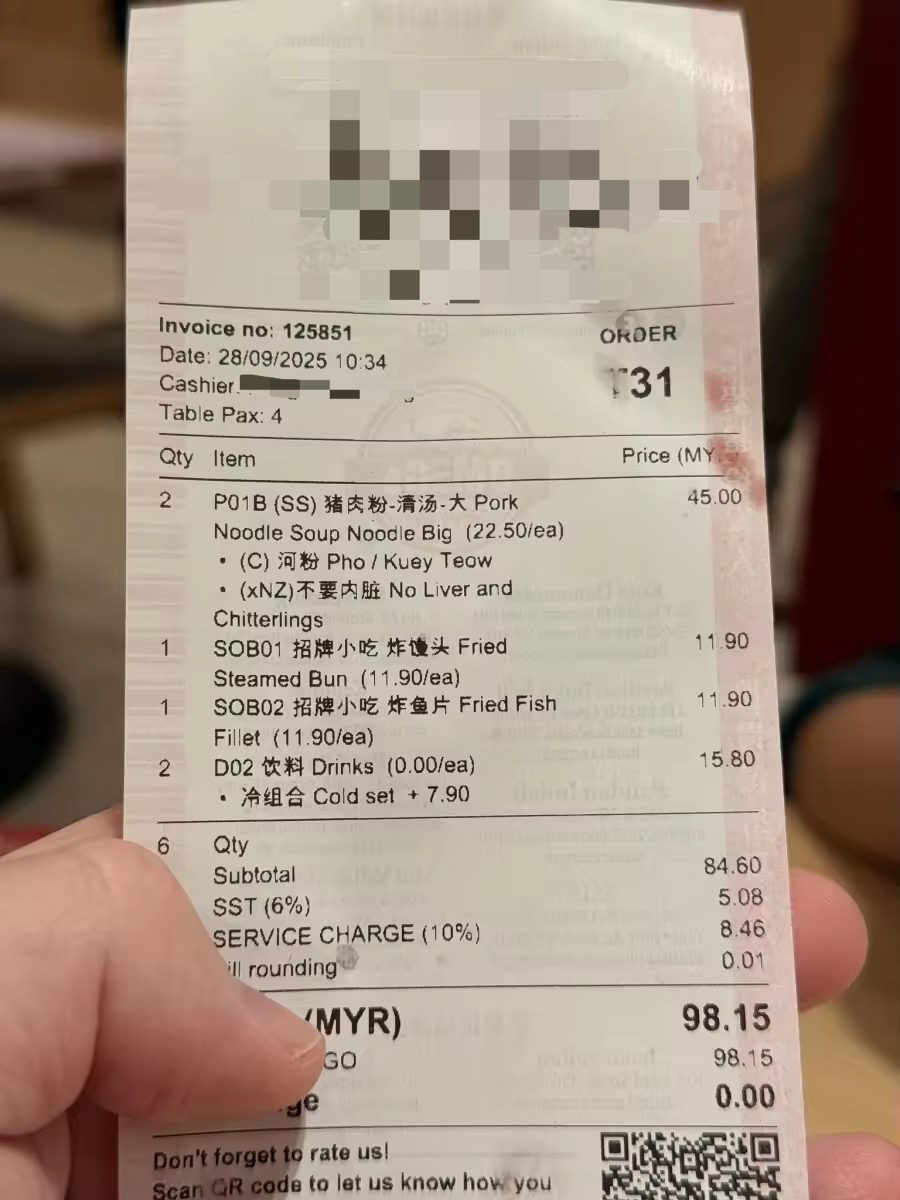 Invoice no: 125851
ORDER
Date: 28/09/2025 10:34
Cashier
T31
Table Pax: 4
Qty Item Price (MY
2 P01B (SS) 猪肉粉-清汤-大 Pork 45.00
Noodle Soup Noodle Big (22.50/ea)
• (C) 河粉 Pho / Kuey Teow
• (xNZ)不要内脏 No Liver and
Chitterlings
1 SOB01 招牌小吃 炸馒头 Fried 11.90
Steamed Bun (11.90/ea)
1 SOB02 招牌小吃 炸鱼片 Fried Fish 11.90
Fillet (11.90/ea)
2 D02 饮料 Drinks (0.00/ea) 15.80
• 冷组合 Cold set + 7.90
6 Qty
Subtotal 84.60
SST (6%) 5.08
SERVICE CHARGE (10%) 8.46
ill rounding 0.01
(MYR) 98.15
GO 98.15
ge 0.00
Don't forget to rate us!
Scan QR code to let us know how you